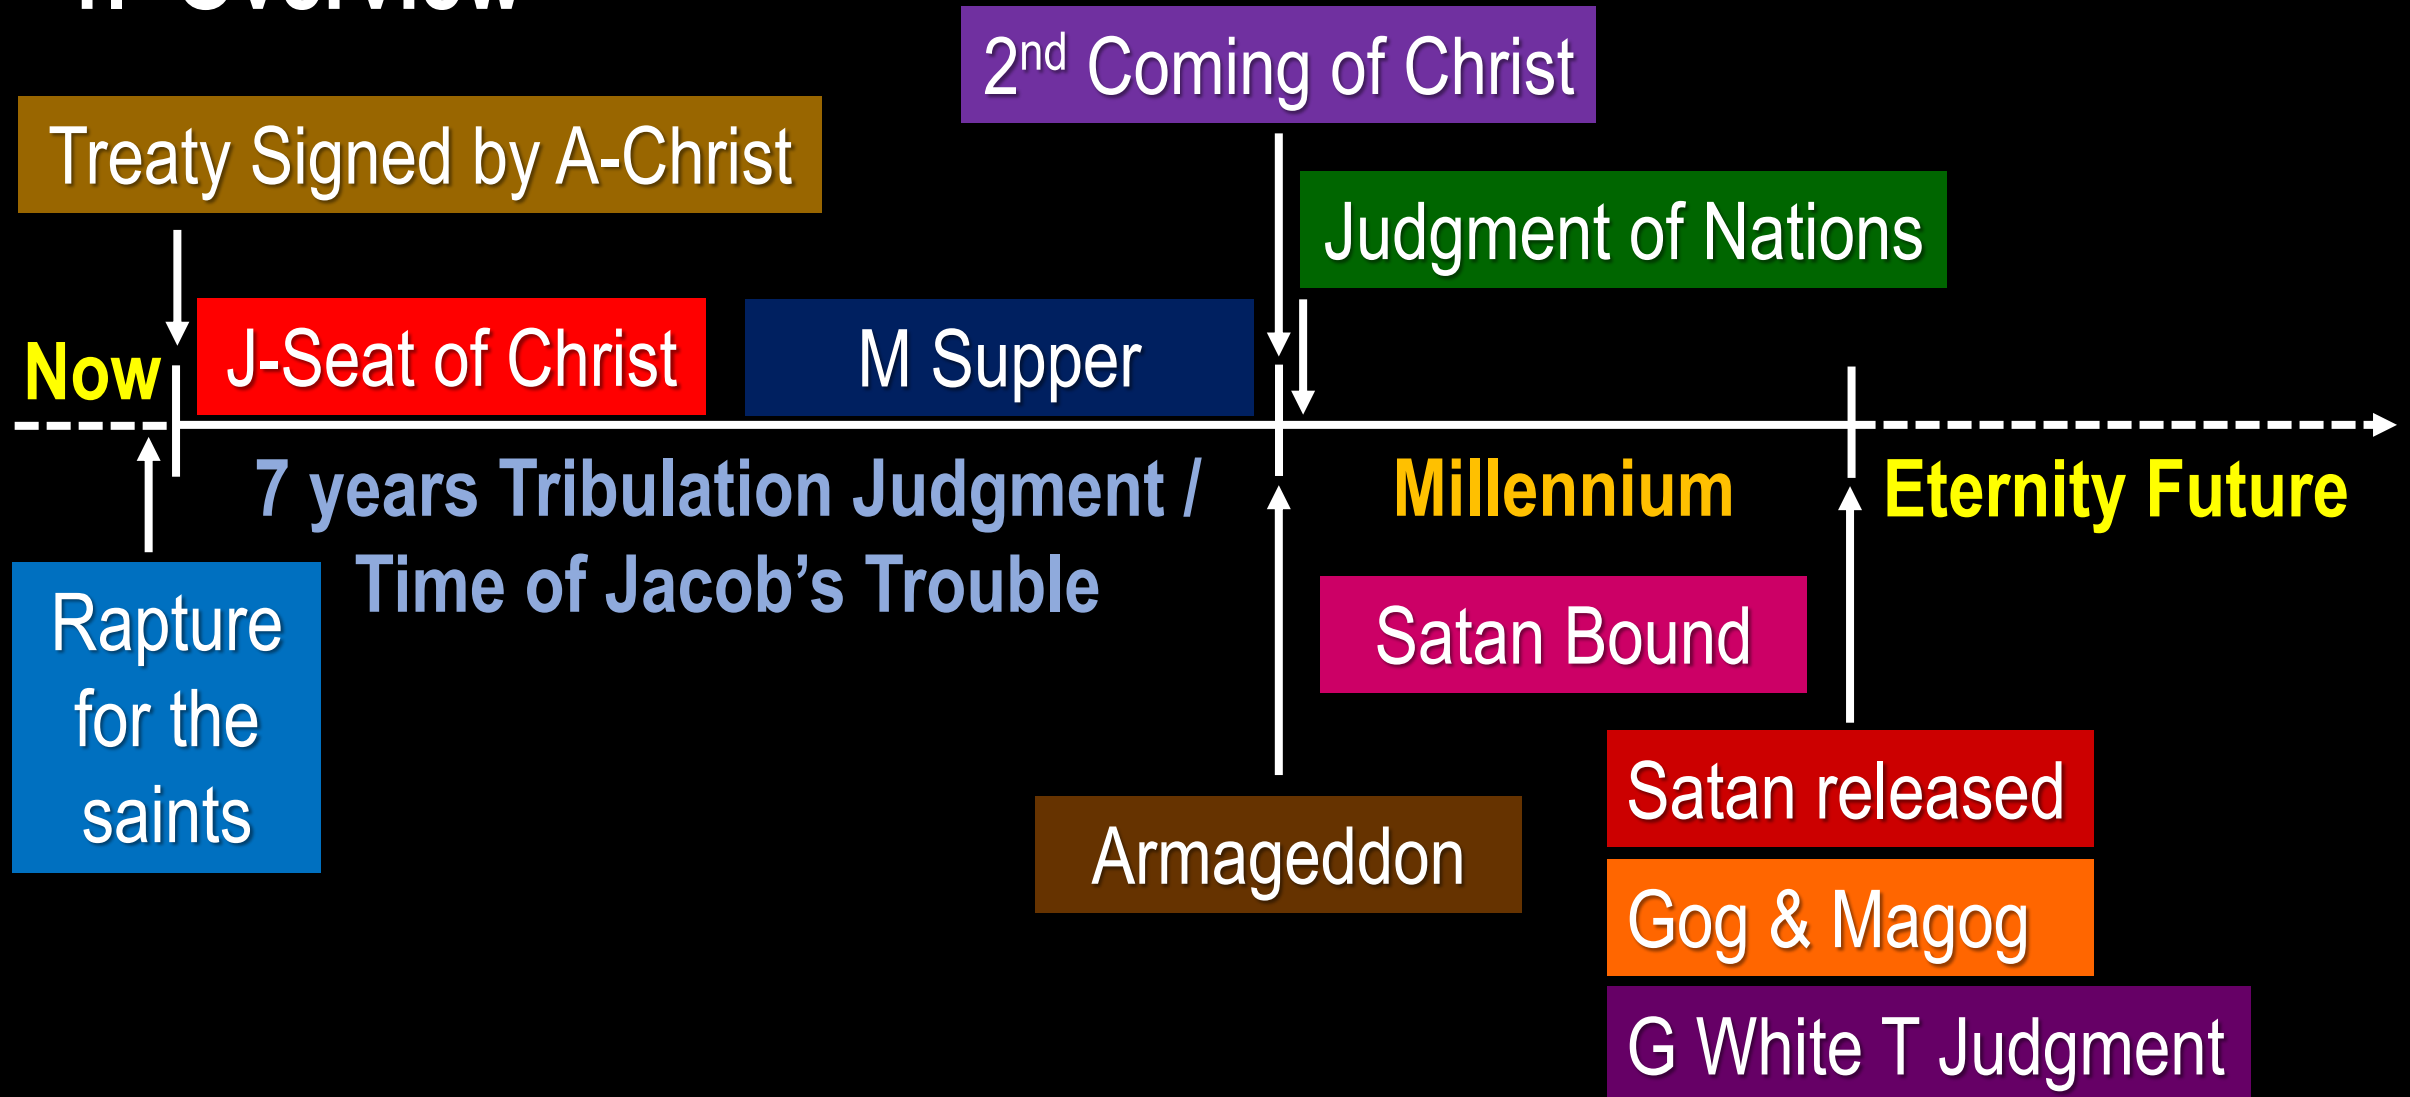 Overview
2nd Coming of Christ
Treaty Signed by A-Christ
Judgment of Nations
Now
J-Seat of Christ
M Supper
7 years Tribulation Judgment /
Time of Jacob’s Trouble
Millennium
Eternity Future
Rapture
for the
saints
Satan Bound
Armageddon
Satan released
Gog & Magog
G White T Judgment